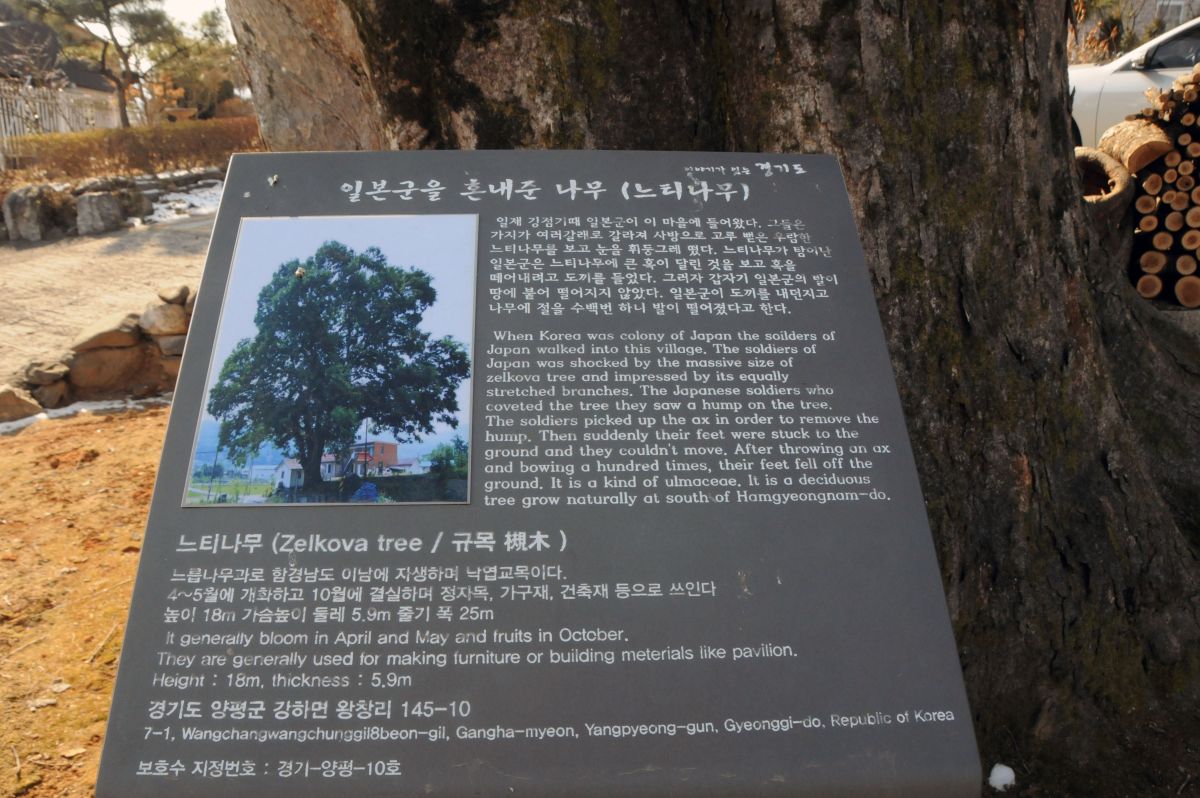 이야기가 있는 경기도
일본군을 혼내준 나무 (느티나무)
일제 강점기때 일본군이 이 마을에 들어왔다. 그들은
가지가 여러갈래로 갈라져 사방으로 고루 뻗은 우람한
느티나무를 보고 눈을 휘둥그레 떴다. 느티나무가 탐이난
일본군은 느티나무에 큰 혹이 달린 것을 보고 혹을
떼어내려고 도끼를 들었다. 그러자 갑자기 일본군의 발이
땅에 붙어 떨어지지 않았다. 일본군이 도끼를 내던지고
나무에 절을 수백번 하니 발이 떨어졌다고 한다.
When Korea was colony of Japan the soilders of
Japan walked into this village. The soldiers of
Japan was shocked by the massive size of
zelkova tree and impressed by its equally
stretched branches. The Japanese soldiers who
coveted the tree they saw a hump on the tree.
The soldiers picked up the ax in order to remove the
hump. Then suddenly their feet were stuck to the
ground and they couldn't move. After throwing an ax
and bowing a hundred times, their feet fell off the
ground. It is a kind of ulmaceae. It is a deciduous
tree grow naturally at south of Hamgyeongnam-do.
느티나무 (Zelkova tree / 규목 槻木 )
느릅나무과로 함경남도 이남에 자생하며 낙엽교목이다.
4~5월에 개화하고 10월에 결실하며 정자목, 가구재, 건축재 등으로 쓰인다
높이 18m 가슴높이 둘레 5.9m 줄기 폭 25m
It generally bloom in April and May and fruits in October.
They are generally used for making furniture or building meterials like pavilion.
Height : 18m, thickness : 5.9m
경기도 양평군 강하면 왕창리 145-10
7-1, Wangchangwangchunggil8beon-gil, Gangha-myeon, Yangpyeong-gun, Gyeonggi-do, Republic of Korea
보호수 지정번호 : 경기-양평-10호